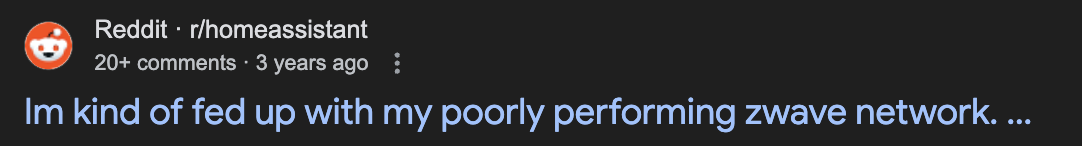 Reddit · r/homeassistant
20+ comments · 3 years ago
Im kind of fed up with my poorly performing zwave network. ...